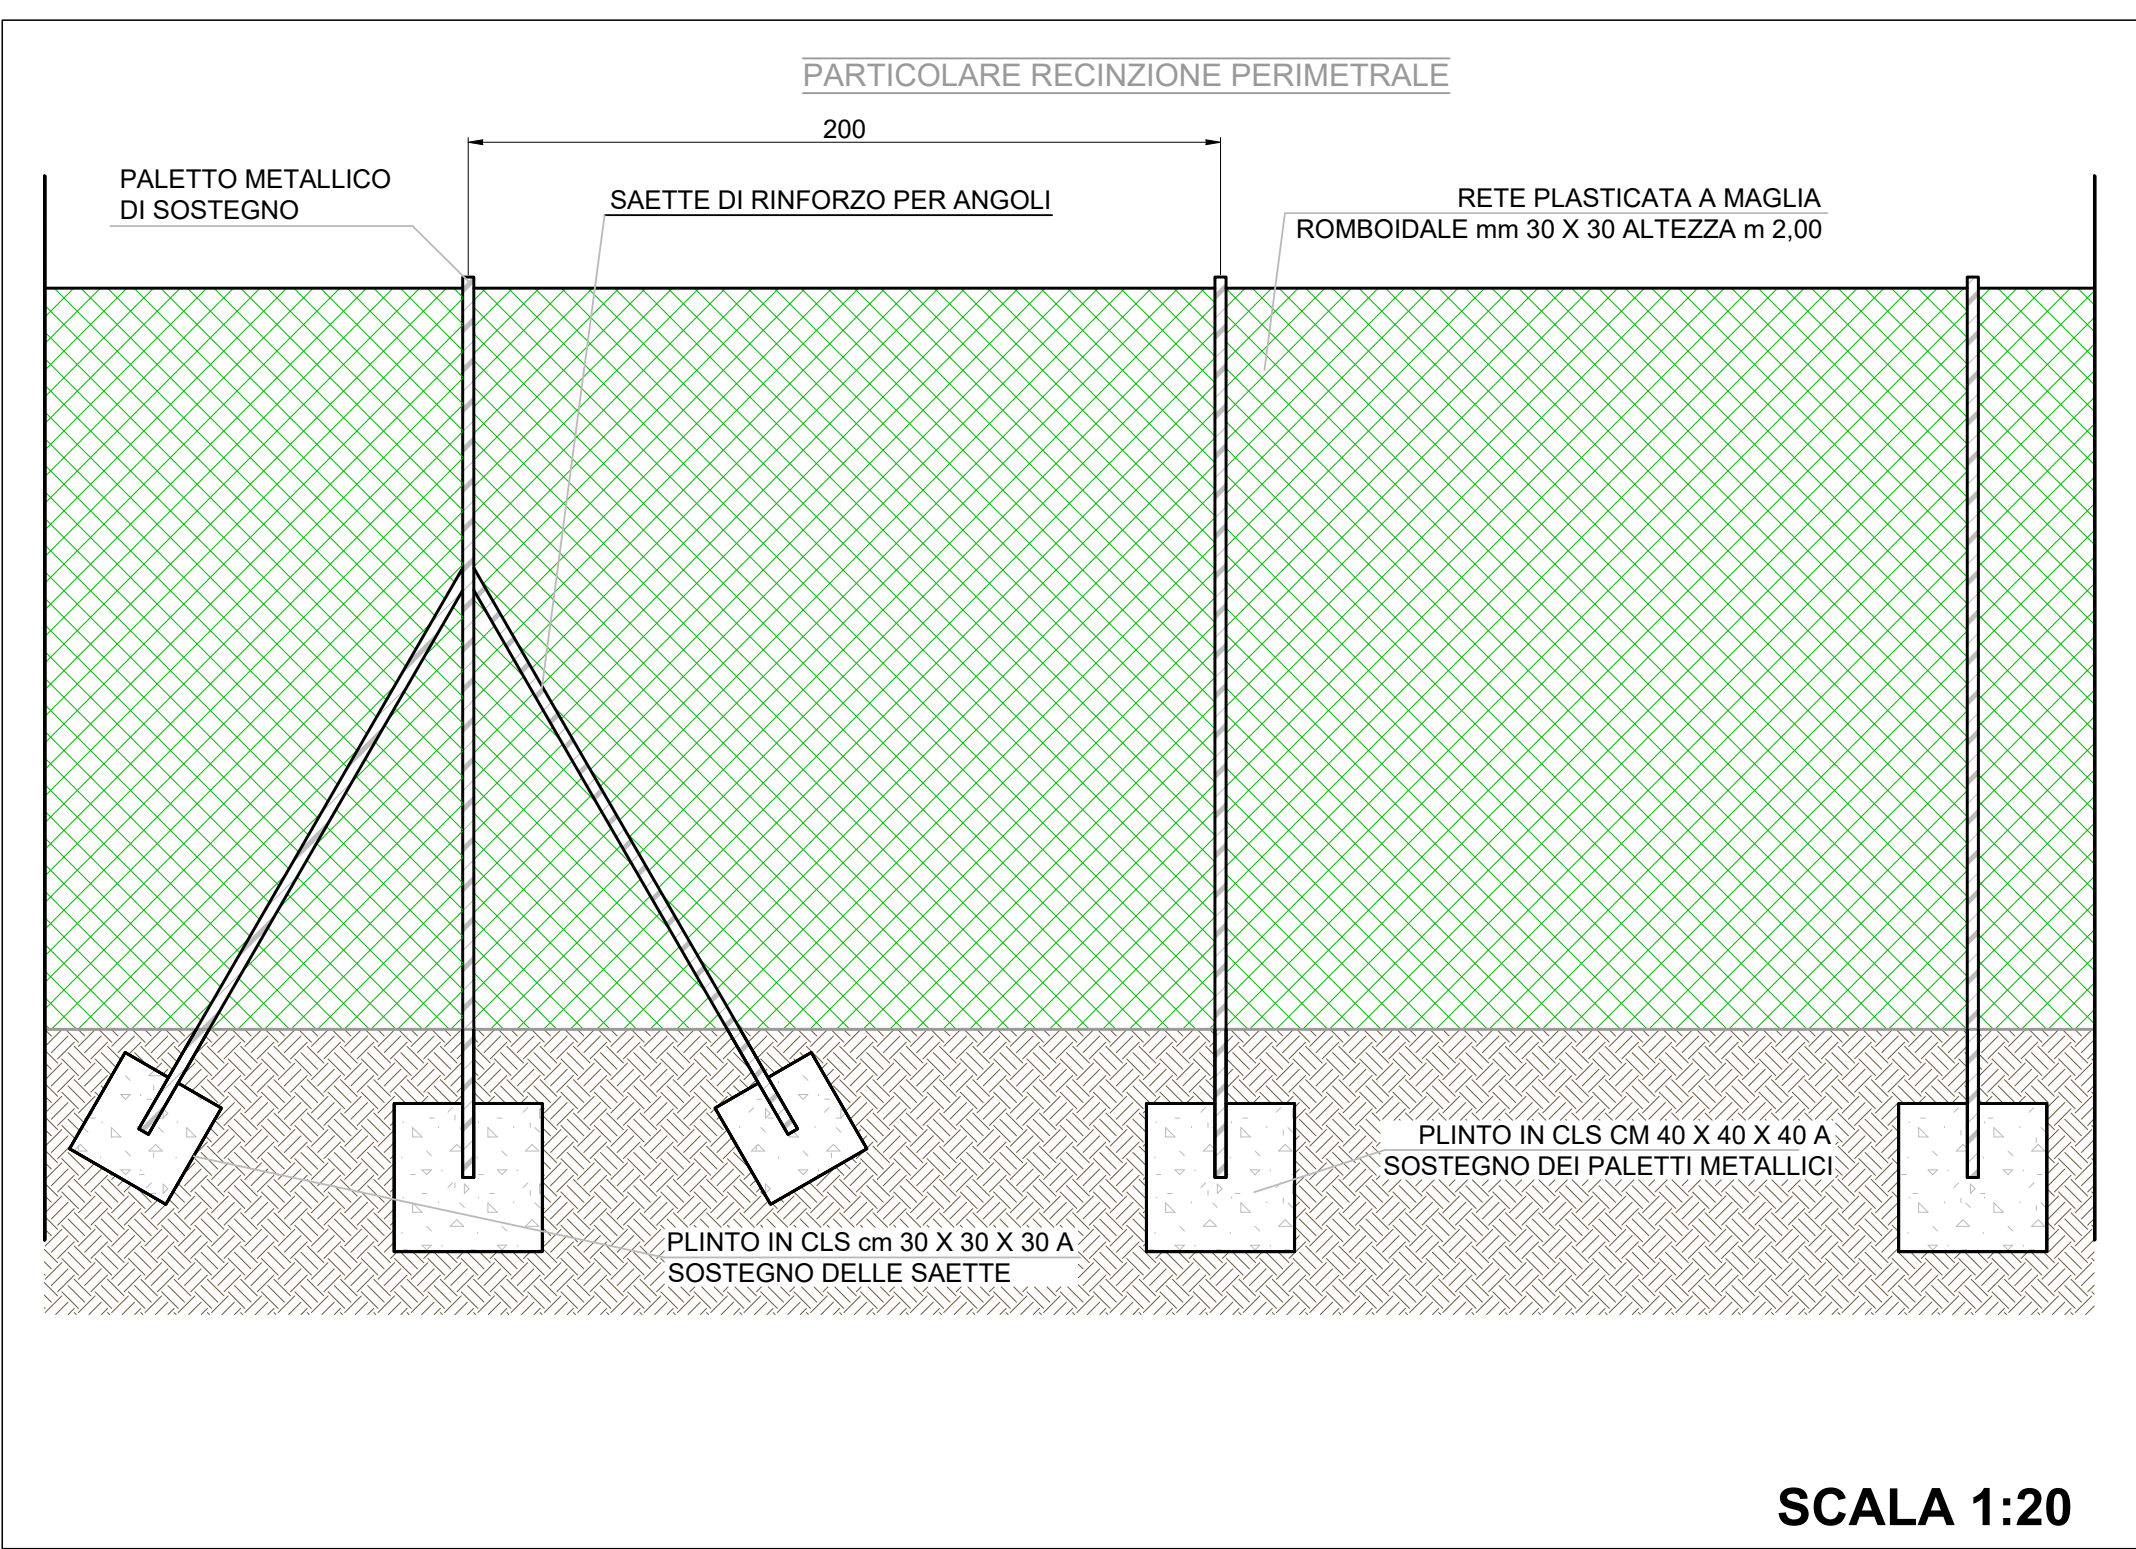 PARTICOLARE RECINZIONE PERIMETRALE
200
PALETTO METALLICO
DI SOSTEGNO
SAETTE DI RINFORZO PER ANGOLI
RETE PLASTICATA A MAGLIA
ROMBOIDALE mm 30 X 30 ALTEZZA m 2,00
PLINTO IN CLS CM 40 X 40 X 40 A
SOSTEGNO DEI PALETTI METALLICI
PLINTO IN CLS cm 30 X 30 X 30 A
SOSTEGNO DELLE SAETTE
SCALA 1:20